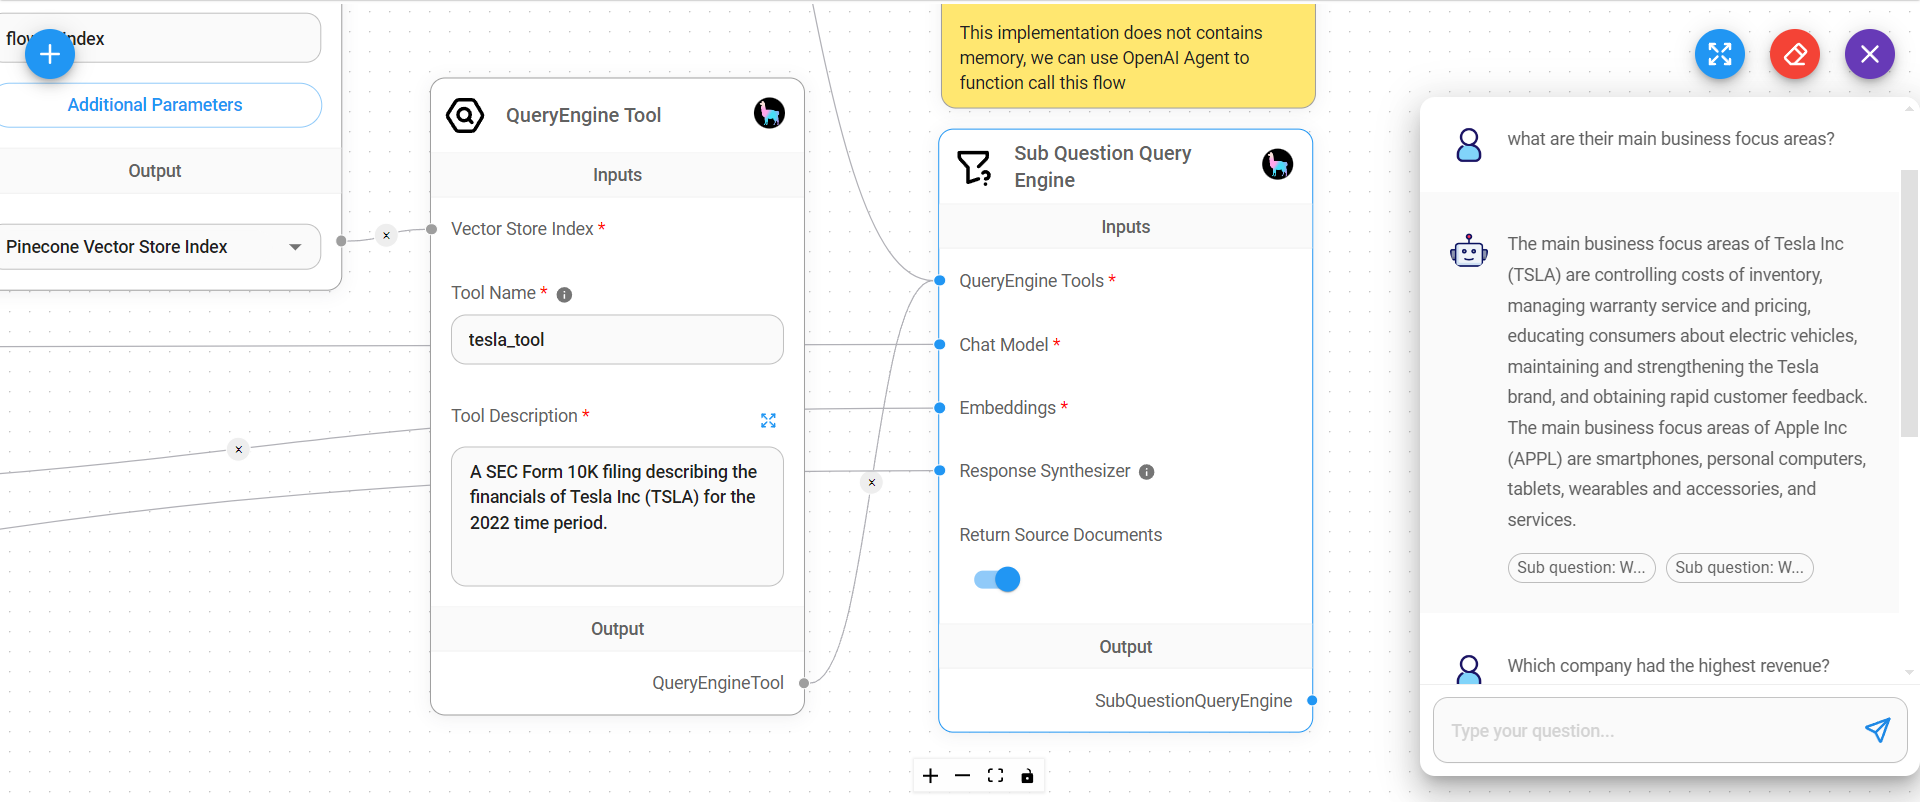 Index
Additional Parameters
Output
Pinecone Vector Store Index
QueryEngine Tool
Inputs
Vector Store Index *
Tool Name *
tesla_tool
Tool Description *
A SEC Form 10K filing describing the
financials of Tesla Inc (TSLA) for the
2022 time period.
Output
QueryEngineTool
This implementation does not contains
memory, we can use OpenAI Agent to
function call this flow
Sub Question Query
Engine
Inputs
QueryEngine Tools *
Chat Model *
Embeddings *
Response Synthesizer
Return Source Documents
Output
SubQuestionQueryEngine
what are their main business focus areas?
The main business focus areas of Tesla Inc
(TSLA) are controlling costs of inventory,
managing warranty service and pricing,
educating consumers about electric vehicles,
maintaining and strengthening the Tesla
brand, and obtaining rapid customer feedback.
The main business focus areas of Apple Inc
(APPL) are smartphones, personal computers,
tablets, wearables and accessories, and
services.
Sub question: W...
Sub question: W...
Which company had the highest revenue?
Type your question...